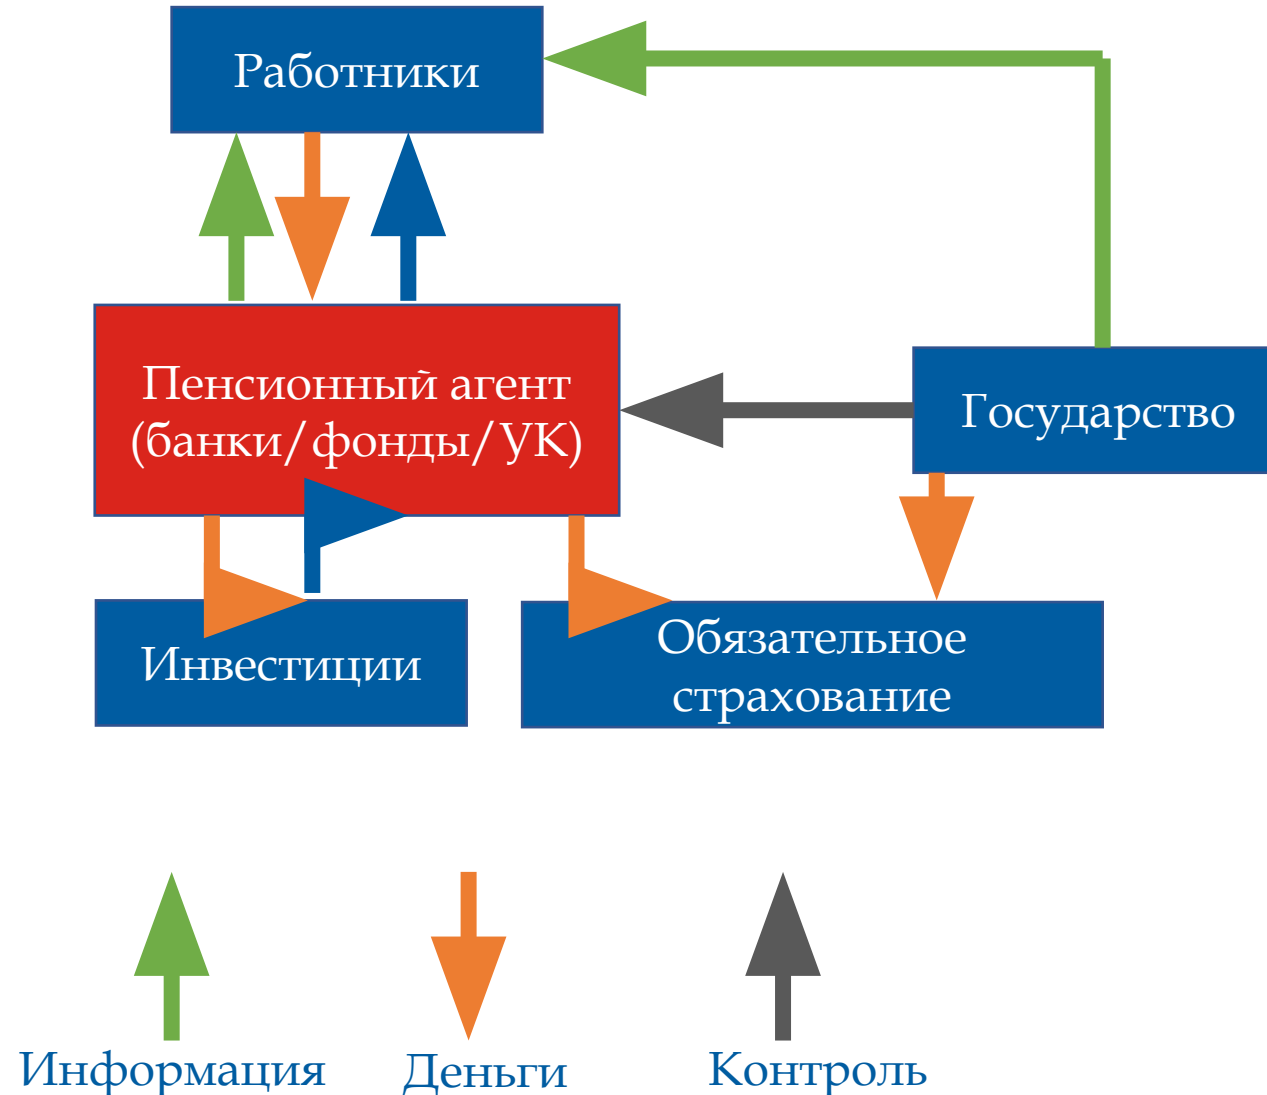 Работники
Пенсионный агент
(банки/фонды/УК)
Государство
Инвестиции
Обязательное
страхование
Информация
Деньги
Контроль